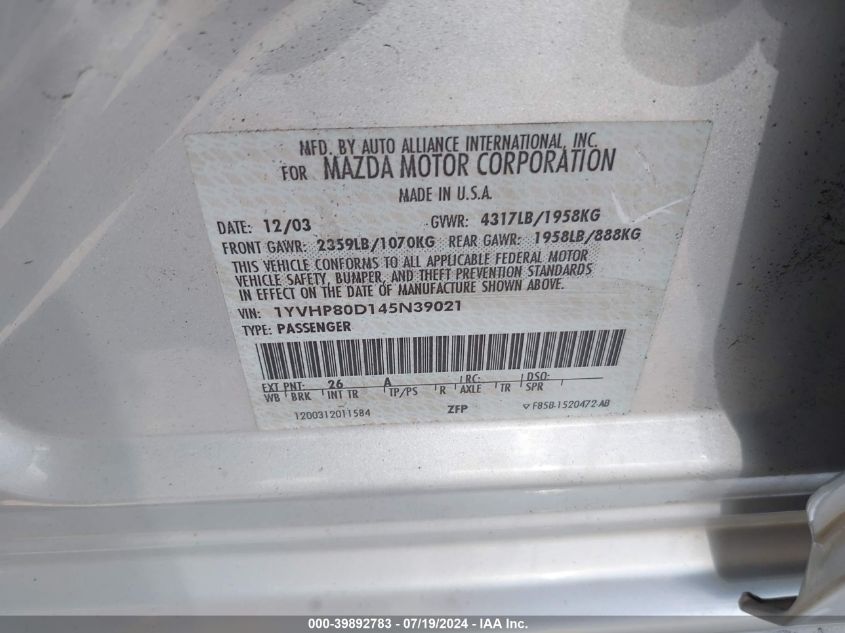 MFD. BY AUTO ALLIANCE INTERNATIONAL, INC.
FOR MAZDA MOTOR CORPORATION
MADE IN U.S.A.
DATE: 12/03 GVWR: 4317LB/1958KG
FRONT GAWR: 2359LB/1070KG REAR GAWR: 1958LB/888KG
THIS VEHICLE CONFORMS TO ALL APPLICABLE FEDERAL MOTOR
VEHICLE SAFETY, BUMPER, AND THEFT PREVENTION STANDARDS
IN EFFECT ON THE DATE OF MANUFACTURE SHOWN ABOVE.
VIN: 1YVHP80D145N39021
TYPE: PASSENGER
EXT PNT: 26 A RC: DSO:
WB BRK INT TR TP/PS R AXLE TR SPR
1200312011584 ZFP F85B-1520472-AB
000-39892783 - 07/19/2024 - IAA Inc.